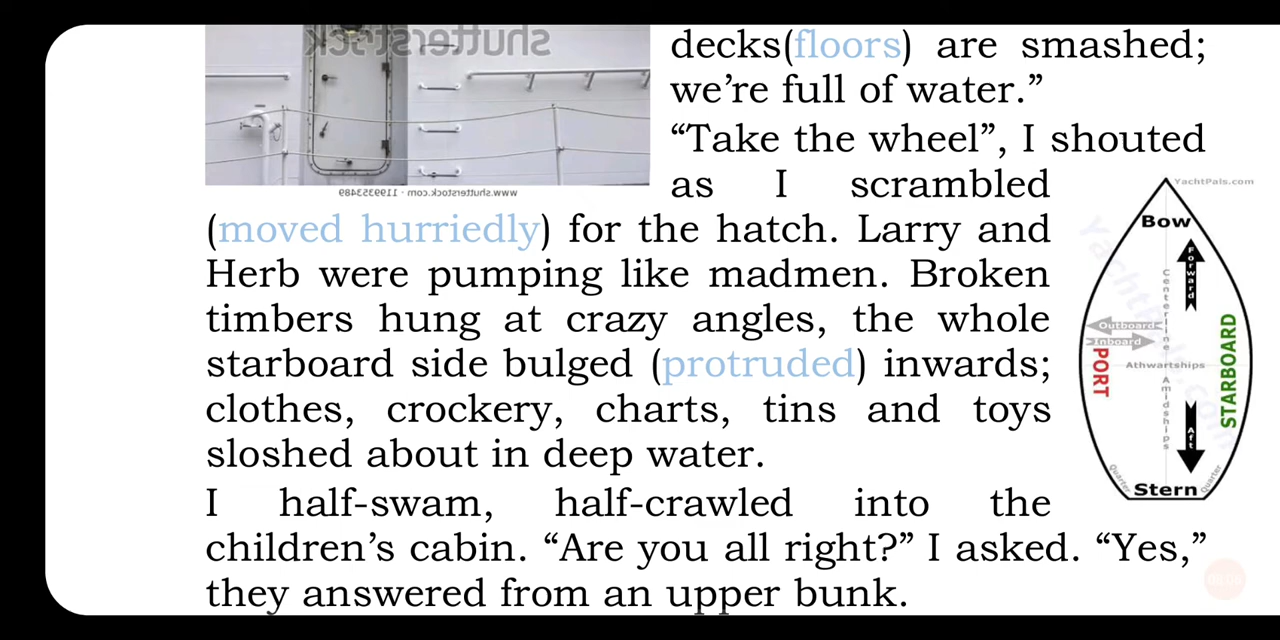 shutterstock
decks(floors) are smashed;
we're full of water."
"Take the wheel", I shouted
as I scrambled
www.shutterstock.com · 1199353489
(moved hurriedly) for the hatch. Larry and
Herb were pumping like madmen. Broken
timbers hung at crazy angles, the whole
starboard side bulged (protruded) inwards;
clothes, crockery, charts, tins and toys
sloshed about in deep water.
I half-swam, half-crawled into the
children's cabin. "Are you all right?" I asked. "Yes,"
they answered from an upper bunk.
YachtPals.com
Bow
Forward
Centerline
Outboard
Inboard
PORT
Athwartships
STARBOARD
Amidships
Aft
Quarter
Quarter
Stern